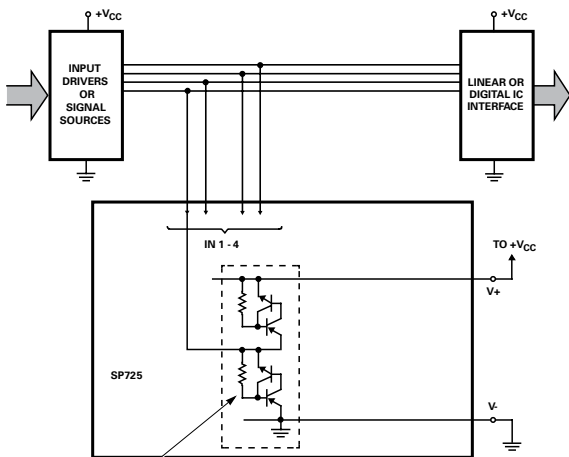 +VCC
+VCC
INPUT
DRIVERS
OR
SIGNAL
SOURCES
LINEAR OR
DIGITAL IC
INTERFACE
IN 1 - 4
TO +VCC
V+
SP725
V-